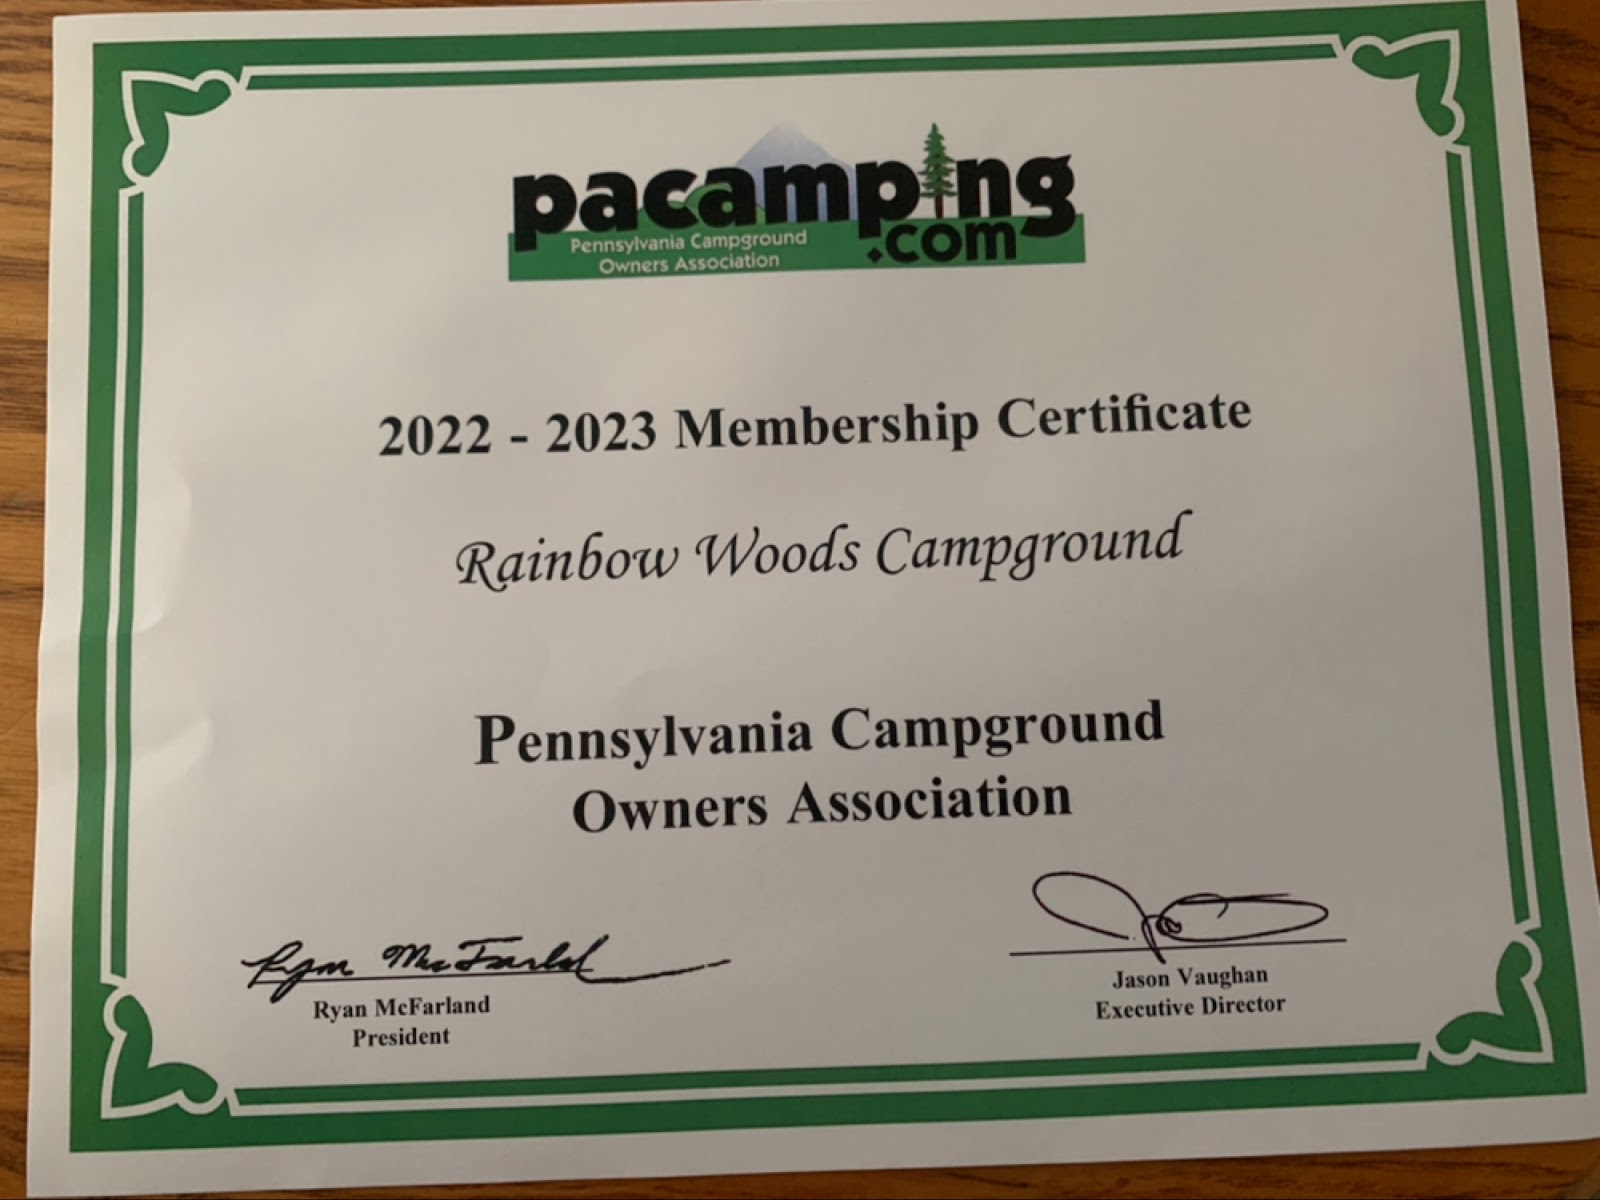 pacamping
.com
Pennsylvania Campground
Owners Association
2022 - 2023 Membership Certificate
Rainbow Woods Campground
Pennsylvania Campground
Owners Association
Ryan McFarland
Ryan McFarland
President
Jason Vaughan
Executive Director